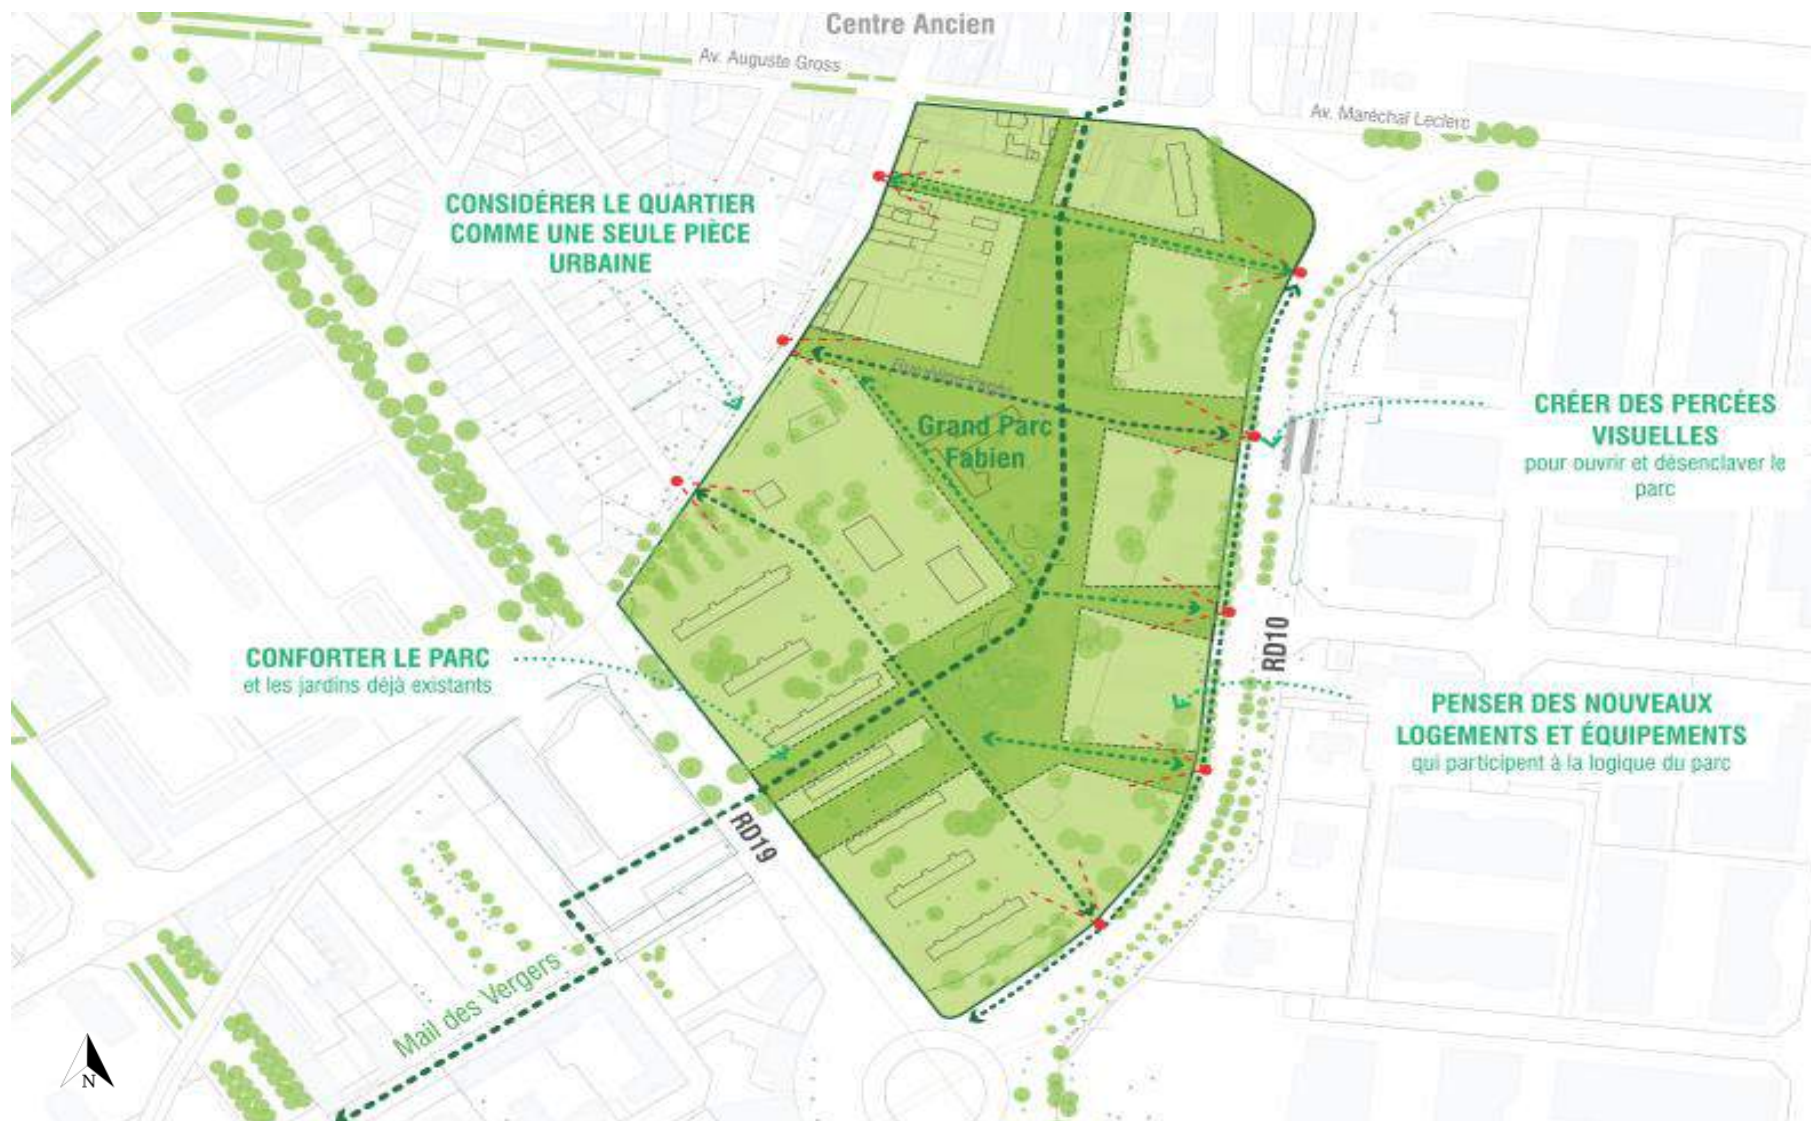 Centre Ancien
Av. Auguste Gross
Av. Maréchal Leclerc
CONSIDÉRER LE QUARTIER
COMME UNE SEULE PIÈCE
URBAINE
Grand Parc
Fabien
CRÉER DES PERCÉES
VISUELLES
pour ouvrir et désenclaver le
parc
RD10
CONFORTER LE PARC
et les jardins déjà existants
PENSER DES NOUVEAUX
LOGEMENTS ET ÉQUIPEMENTS
qui participent à la logique du parc
RD19
Mail des Vergers
N